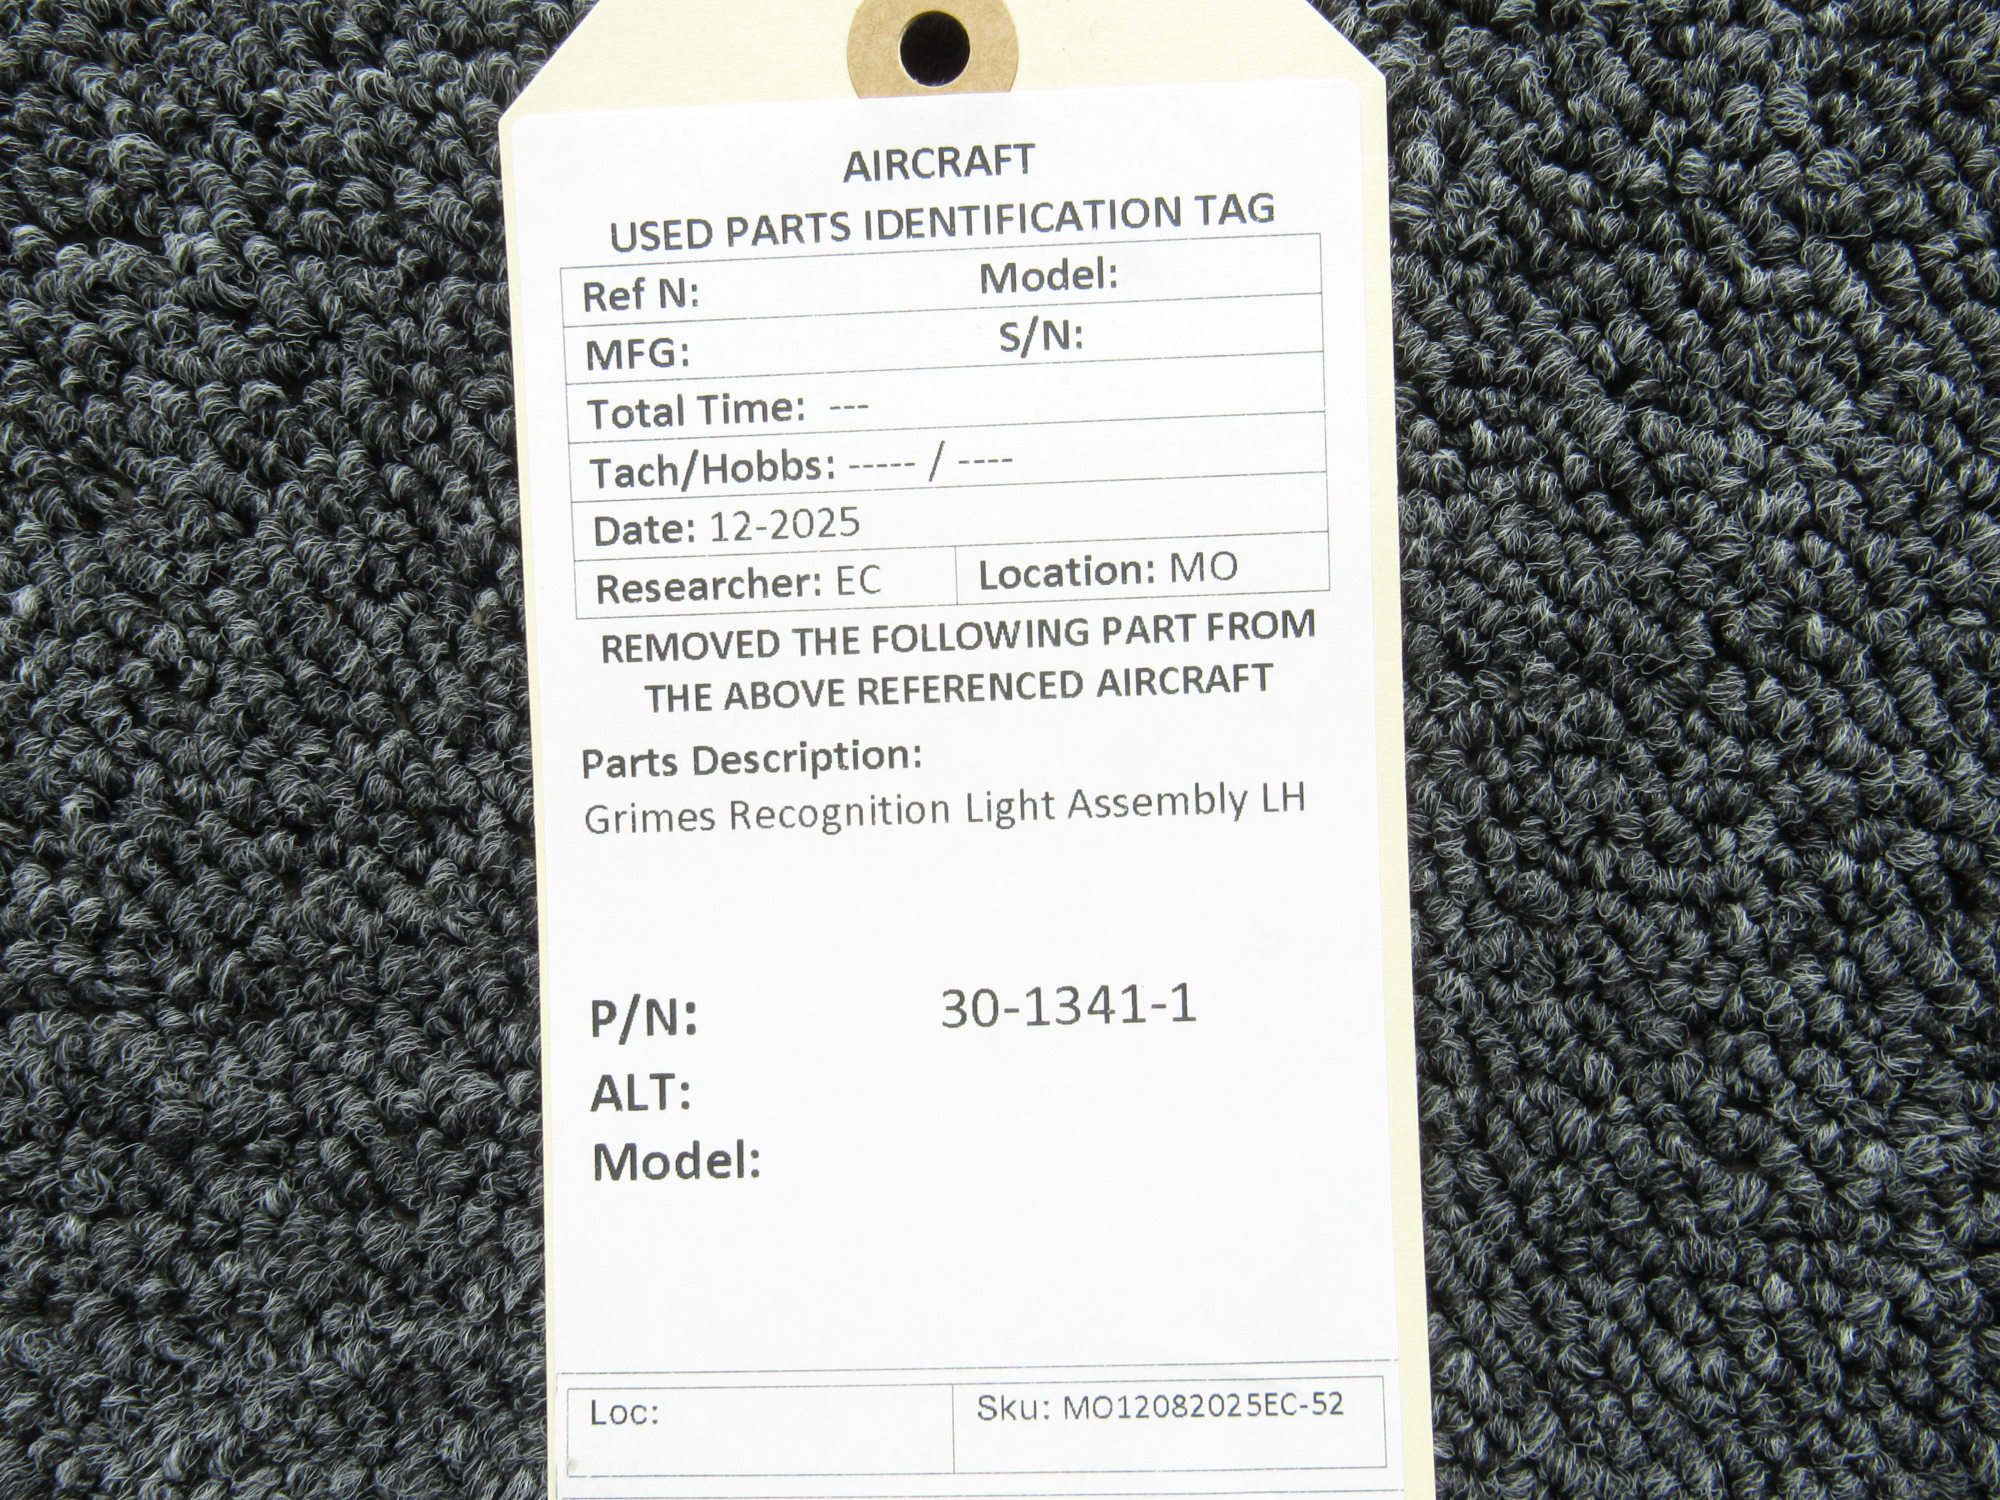 AIRCRAFT
USED PARTS IDENTIFICATION TAG
Ref N: Model:
MFG: S/N:
Total Time: ---
Tach/Hobbs: ----- / ----
Date: 12-2025
Researcher: EC Location: MO
REMOVED THE FOLLOWING PART FROM
THE ABOVE REFERENCED AIRCRAFT
Parts Description:
Grimes Recognition Light Assembly LH
P/N: 30-1341-1
ALT:
Model:
Loc: Sku: MO12082025EC-52